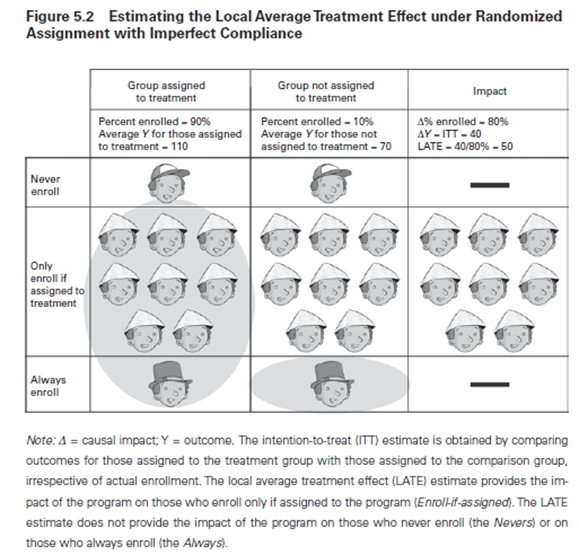 Figure 5.2 Estimating the Local Average Treatment Effect under Randomized
Assignment with Imperfect Compliance
Group assigned
to treatment
Group not assigned
to treatment
Impact
Percent enrolled = 90%
Average Y for those assigned
to treatment = 110
Percent enrolled = 10%
Average Y for those not
assigned to treatment = 70
Δ% enrolled = 80%
ΔY = ITT = 40
LATE = 40/80% = 50
Never
enroll
Only
enroll if
assigned to
treatment
Always
enroll
Note: Δ = causal impact; Y = outcome. The intention-to-treat (ITT) estimate is obtained by comparing
outcomes for those assigned to the treatment group with those assigned to the comparison group,
irrespective of actual enrollment. The local average treatment effect (LATE) estimate provides the im-
pact of the program on those who enroll only if assigned to the program (Enroll-if-assigned). The LATE
estimate does not provide the impact of the program on those who never enroll (the Nevers) or on
those who always enroll (the Always).